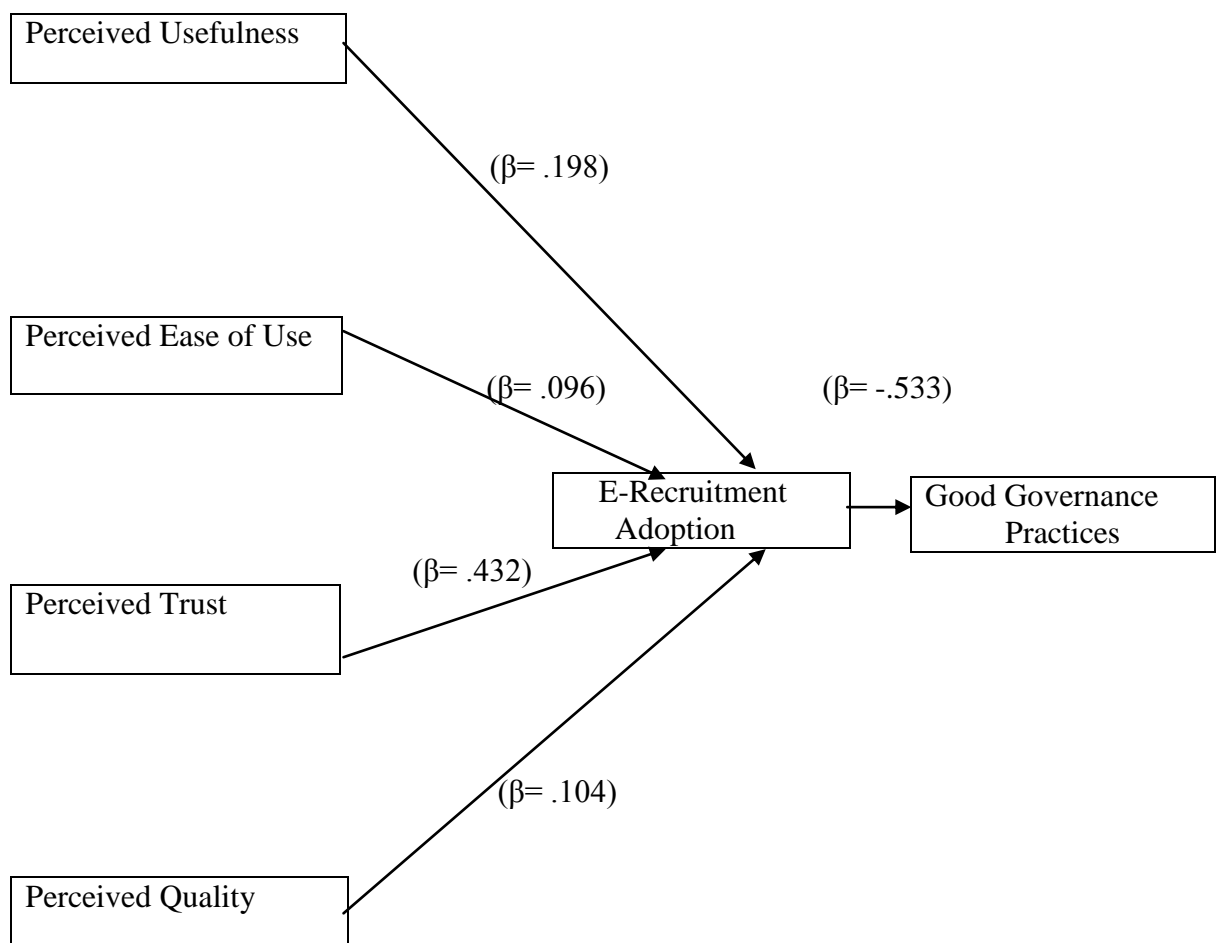 Perceived Usefulness
(β= .198)
Perceived Ease of Use
(β= .096)
(β= -.533)
E-Recruitment
Adoption
Good Governance
Practices
(β= .432)
Perceived Trust
(β= .104)
Perceived Quality